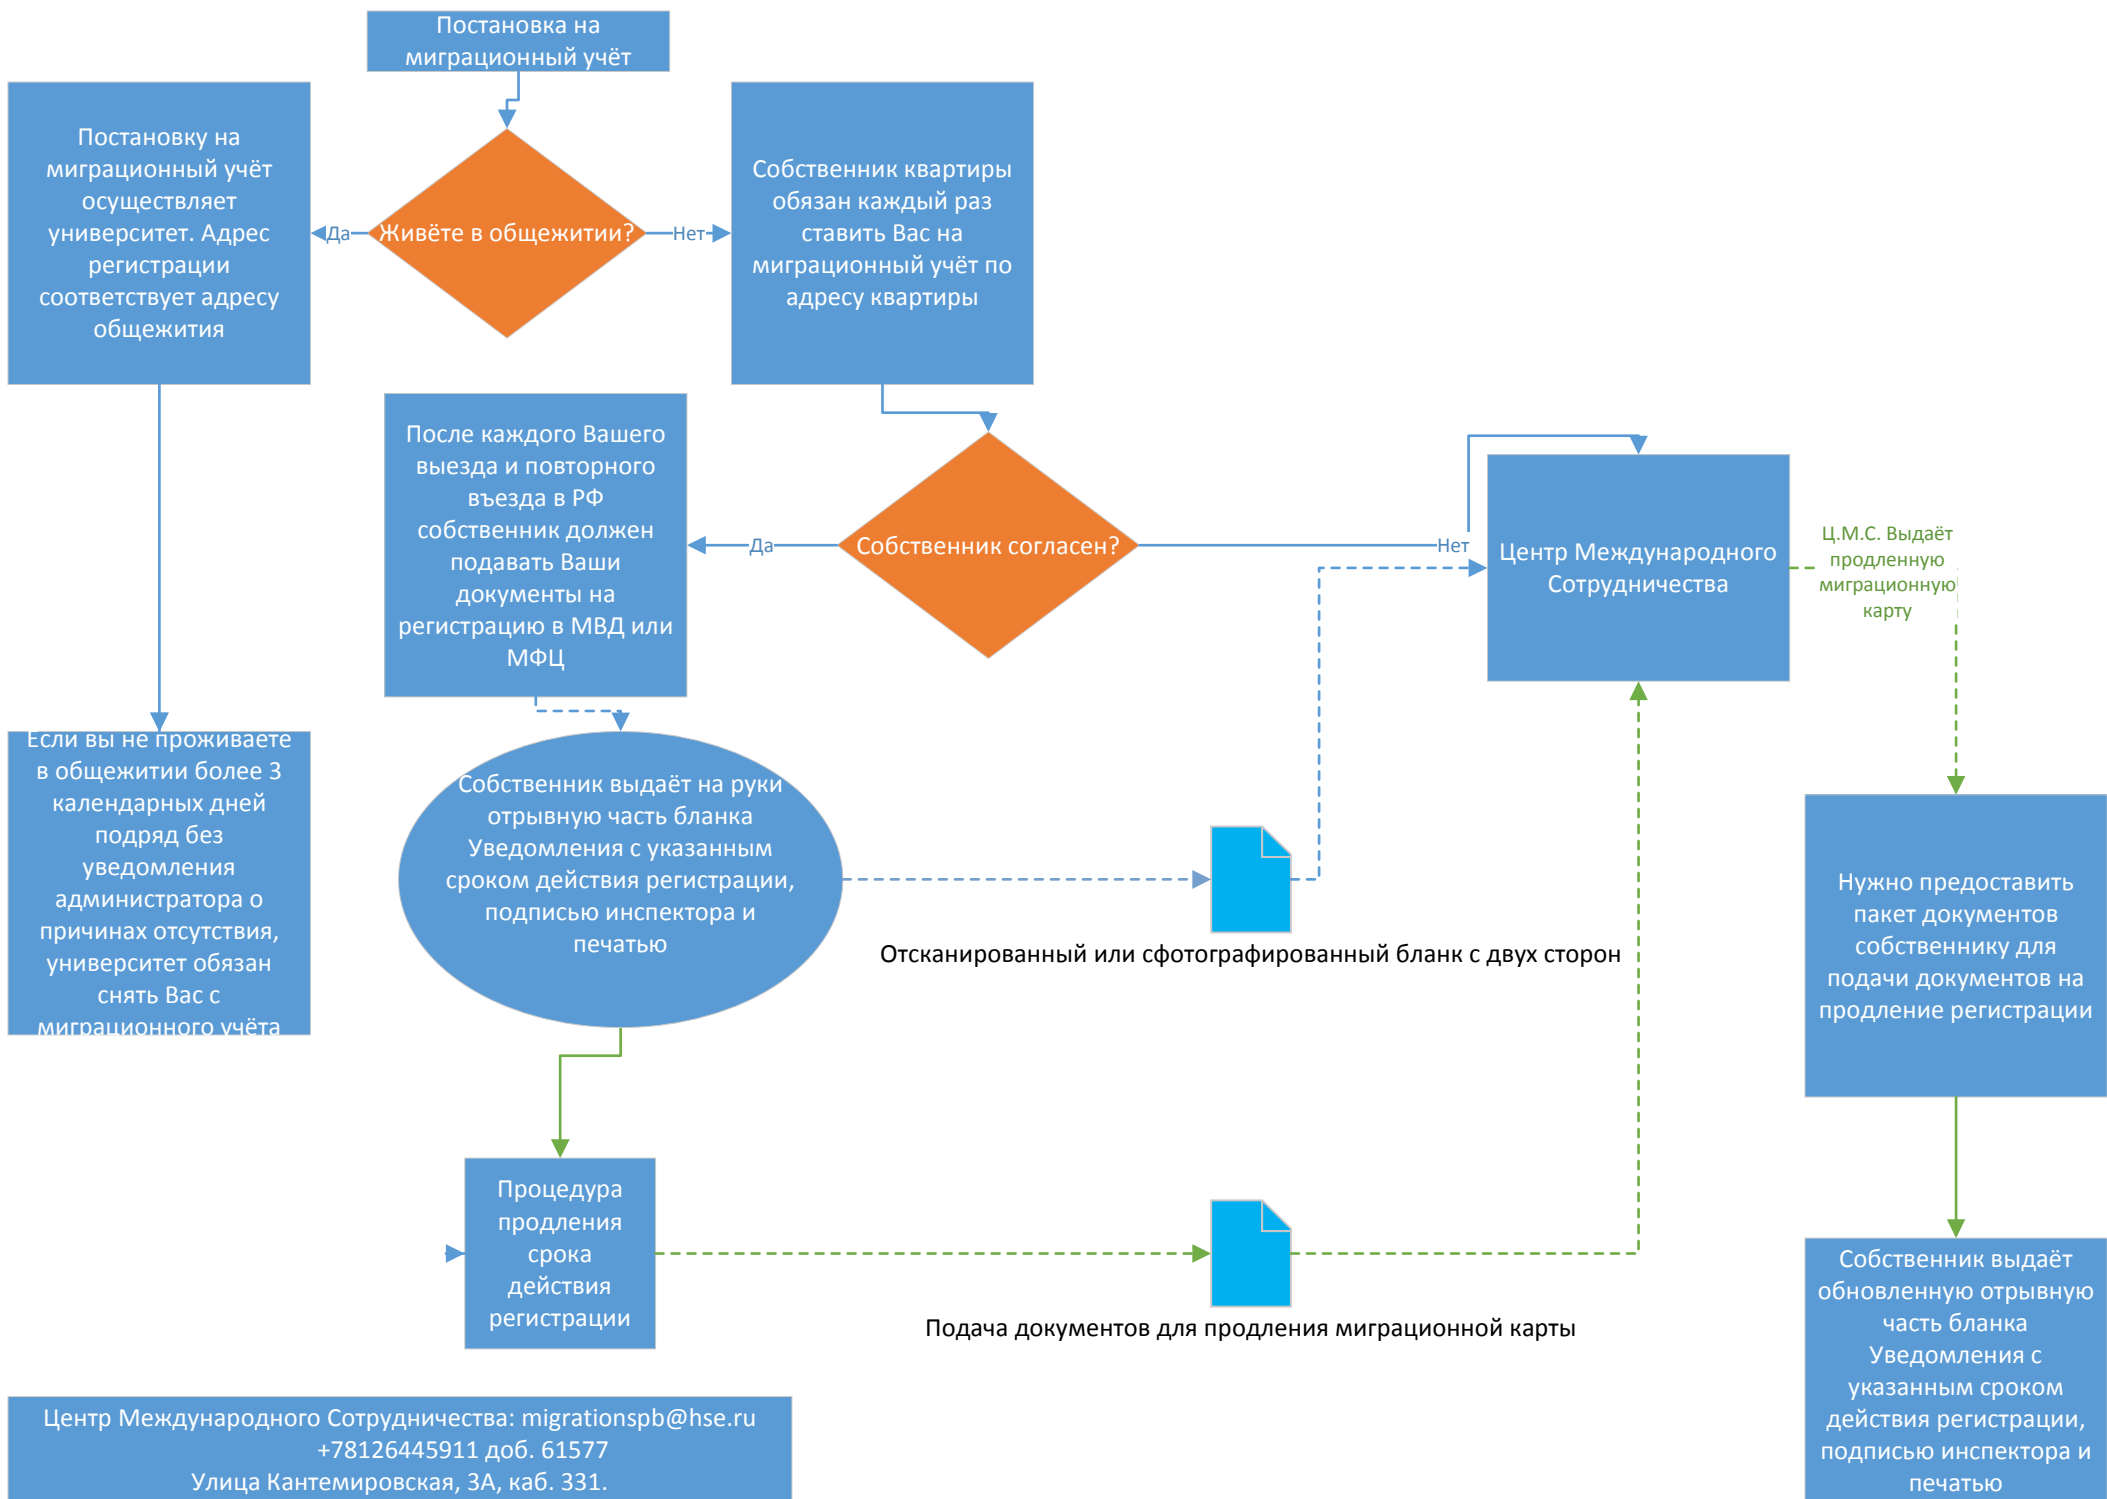 Постановка на
миграционный учёт
Постановку на
миграционный учёт
осуществляет
университет. Адрес
регистрации
соответствует адресу
общежития
Да
Живёте в общежитии?
Нет
Собственник квартиры
обязан каждый раз
ставить Вас на
миграционный учёт по
адресу квартиры
После каждого Вашего
выезда и повторного
въезда в РФ
собственник должен
подавать Ваши
документы на
регистрацию в МВД или
МФЦ
Да
Собственник согласен?
Нет
Центр Международного
Сотрудничества
Ц.М.С. Выдаёт
продленную
миграционную
карту
Если вы не проживаете
в общежитии более 3
календарных дней
подряд без
уведомления
администратора о
причинах отсутствия,
университет обязан
снять Вас с
миграционного учёта
Собственник выдаёт на руки
отрывную часть бланка
Уведомления с указанным
сроком действия регистрации,
подписью инспектора и
печатью
Отсканированный или сфотографированный бланк с двух сторон
Нужно предоставить
пакет документов
собственнику для
подачи документов на
продление регистрации
Процедура
продления
срока
действия
регистрации
Подача документов для продления миграционной карты
Собственник выдаёт
обновленную отрывную
часть бланка
Уведомления с
указанным сроком
действия регистрации,
подписью инспектора и
печатью
Центр Международного Сотрудничества: migrationspb@hse.ru
+78126445911 доб. 61577
Улица Кантемировская, 3А, каб. 331.